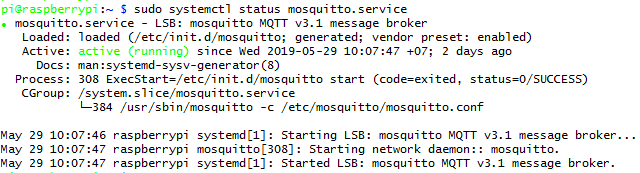 pi@raspberrypi:~ $ sudo systemctl status mosquitto.service
● mosquitto.service - LSB: mosquitto MQTT v3.1 message broker
Loaded: loaded (/etc/init.d/mosquitto; generated; vendor preset: enabled)
Active: active (running) since Wed 2019-05-29 10:07:47 +07; 2 days ago
Docs: man:systemd-sysv-generator(8)
Process: 308 ExecStart=/etc/init.d/mosquitto start (code=exited, status=0/SUCCESS)
CGroup: /system.slice/mosquitto.service
└─384 /usr/sbin/mosquitto -c /etc/mosquitto/mosquitto.conf
May 29 10:07:46 raspberrypi systemd[1]: Starting LSB: mosquitto MQTT v3.1 message broker...
May 29 10:07:47 raspberrypi mosquitto[308]: Starting network daemon:: mosquitto.
May 29 10:07:47 raspberrypi systemd[1]: Started LSB: mosquitto MQTT v3.1 message broker.